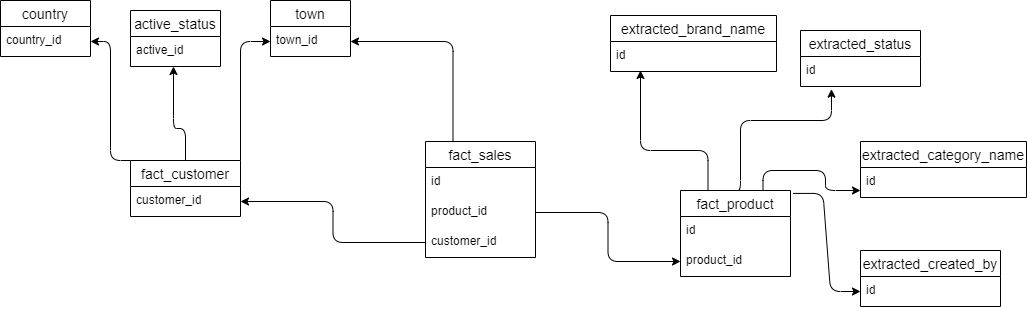 country
country_id
active_status
active_id
town
town_id
extracted_brand_name
id
extracted_status
id
fact_customer
customer_id
fact_sales
id
product_id
customer_id
fact_product
id
product_id
extracted_category_name
id
extracted_created_by
id